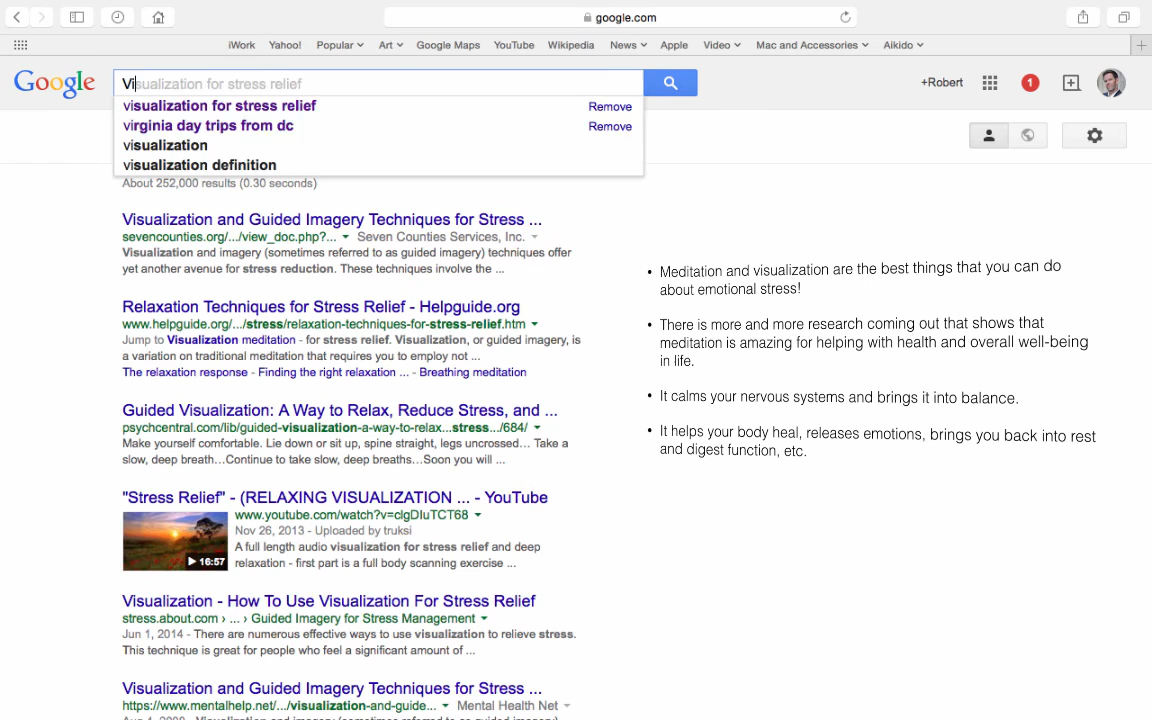 google.com
iWork Yahoo! Popular Art Google Maps YouTube Wikipedia News Apple Video Mac and Accessories Aikido
Google
Visualization for stress relief
+Robert
1
visualization for stress relief Remove
virginia day trips from dc Remove
visualization
visualization definition
About 252,000 results (0.30 seconds)
Visualization and Guided Imagery Techniques for Stress ...
sevencounties.org/.../view_doc.php?... Seven Counties Services, Inc.
Visualization and imagery (sometimes referred to as guided imagery) techniques offer
yet another avenue for stress reduction. These techniques involve the ...
Relaxation Techniques for Stress Relief - Helpguide.org
www.helpguide.org/.../stress/relaxation-techniques-for-stress-relief.htm
Jump to Visualization meditation - for stress relief. Visualization, or guided imagery, is
a variation on traditional meditation that requires you to employ not ...
The relaxation response - Finding the right relaxation ... - Breathing meditation
Guided Visualization: A Way to Relax, Reduce Stress, and ...
psychcentral.com/lib/guided-visualization-a-way-to-relax...stress.../684/
Make yourself comfortable. Lie down or sit up, spine straight, legs uncrossed... Take a
slow, deep breath...Continue to take slow, deep breaths...Soon you will ...
"Stress Relief" - (RELAXING VISUALIZATION ... - YouTube
www.youtube.com/watch?v=clgDIuTCT68
Nov 26, 2013 - Uploaded by truksi
A full length audio visualization for stress relief and deep
relaxation - first part is a full body scanning exercise ...
16:57
Visualization - How To Use Visualization For Stress Relief
stress.about.com › ... › Guided Imagery for Stress Management
Jun 1, 2014 - There are numerous effective ways to use visualization to relieve stress.
This technique is great for people who feel a significant amount of ...
Visualization and Guided Imagery Techniques for Stress ...
https://www.mentalhelp.net/.../visualization-and-guide... Mental Health Net
• Meditation and visualization are the best things that you can do
about emotional stress!
• There is more and more research coming out that shows that
meditation is amazing for helping with health and overall well-being
in life.
• It calms your nervous systems and brings it into balance.
• It helps your body heal, releases emotions, brings you back into rest
and digest function, etc.